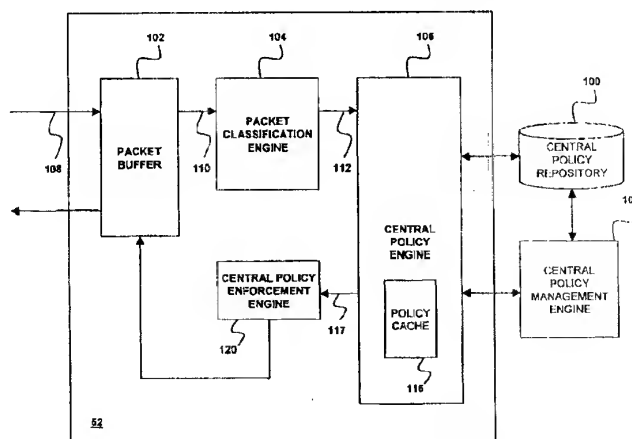 102
104
106
100
PACKET
BUFFER
PACKET
CLASSIFICATION
ENGINE
CENTRAL
POLICY
REPOSITORY
108
110
112
10
CENTRAL
POLICY
ENGINE
CENTRAL POLICY
ENFORCEMENT
ENGINE
CENTRAL
POLICY
MANAGEMENT
ENGINE
POLICY
CACHE
117
120
116
52